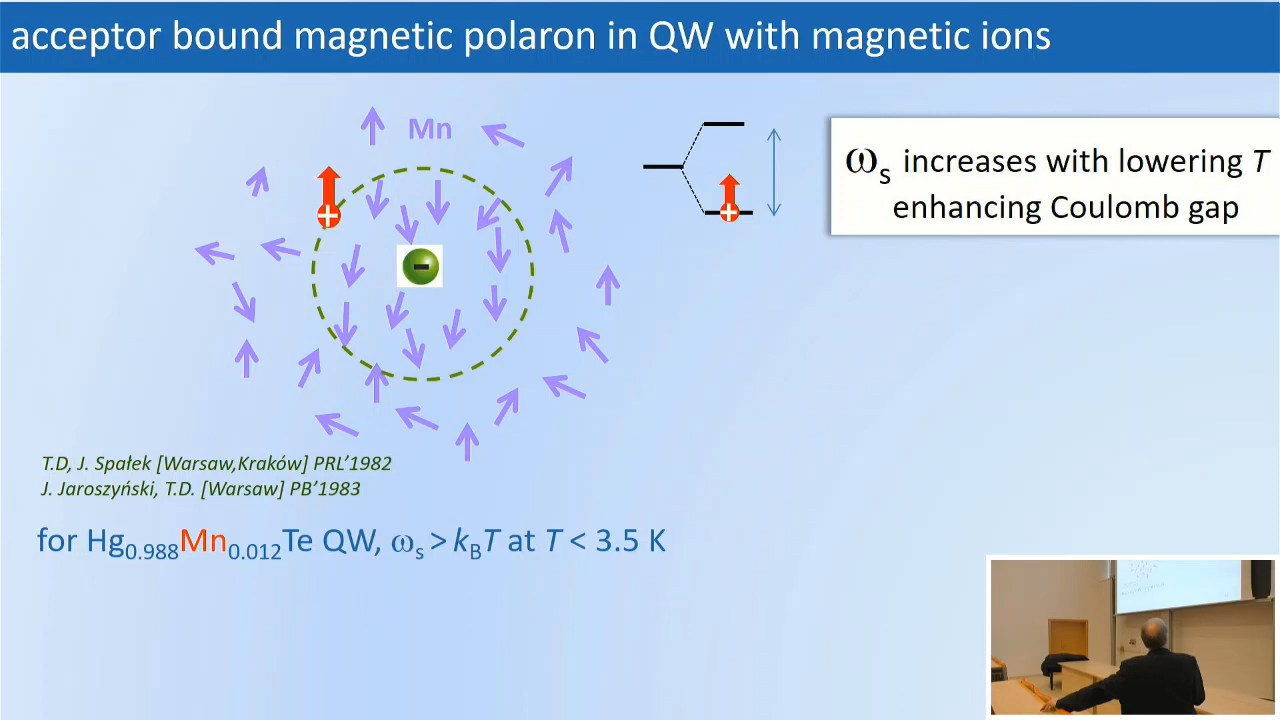 acceptor bound magnetic polaron in QW with magnetic ions
Mn
+
-
+
ωs increases with lowering T
enhancing Coulomb gap
T.D, J. Spałek [Warsaw,Kraków] PRL'1982
J. Jaroszyński, T.D. [Warsaw] PB'1983
for Hg0.988Mn0.012Te QW, ωs > kBT at T < 3.5 K